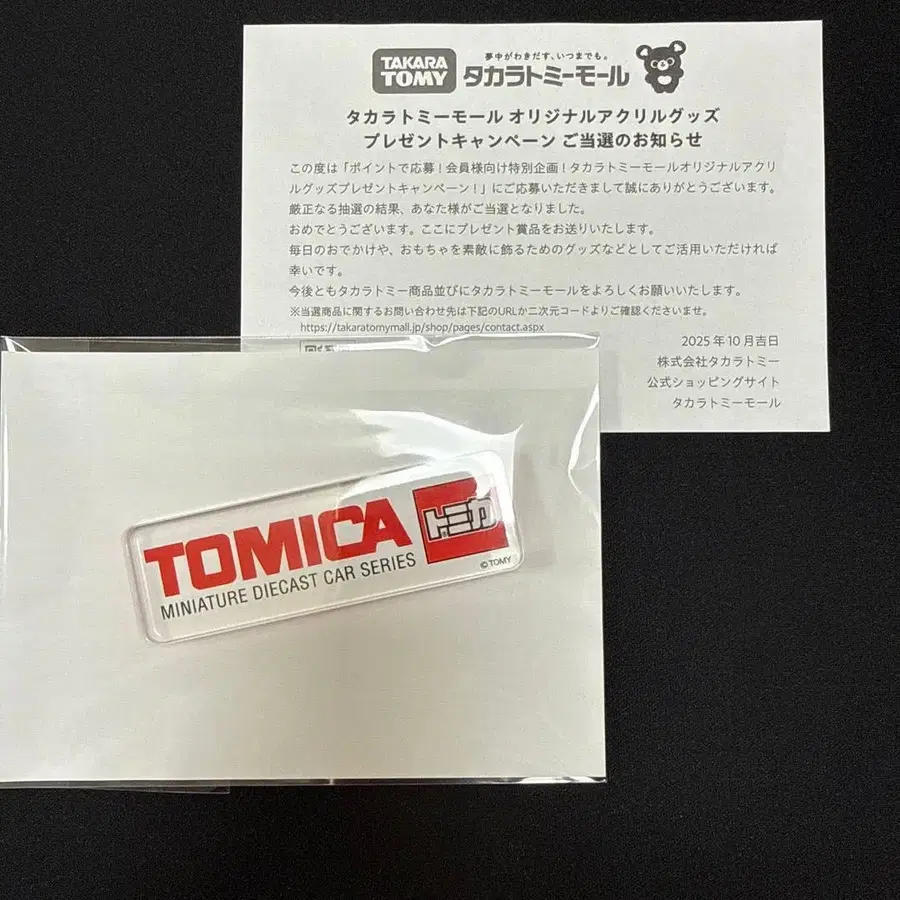 TAKARA
TOMY
夢中がわきだす、いつまでも。
タカラトミーモール
タカラトミーモール オリジナルアクリルグッズ
プレゼントキャンペーン ご当選のお知らせ
この度は「ポイントで応募！会員様向け特別企画！タカラトミーモールオリジナルアクリ
ルグッズプレゼントキャンペーン！」にご応募いただきまして誠にありがとうございます。
厳正なる抽選の結果、あなた様がご当選となりました。
おめでとうございます。ここにプレゼント賞品をお送りいたします。
毎日のおでかけや、おもちゃを素敵に飾るためのグッズなどとしてご活用いただければ
幸いです。
今後ともタカラトミー商品並びにタカラトミーモールをよろしくお願いいたします。
※当選商品に関するお問い合わせ先は下記のURLか二次元コードよりご確認くださいませ。
https://takaratomymall.jp/shop/pages/contact.aspx
2025年10月吉日
株式会社タカラトミー
公式ショッピングサイト
タカラトミーモール
TOMICA
トミカ
MINIATURE DIECAST CAR SERIES
© TOMY